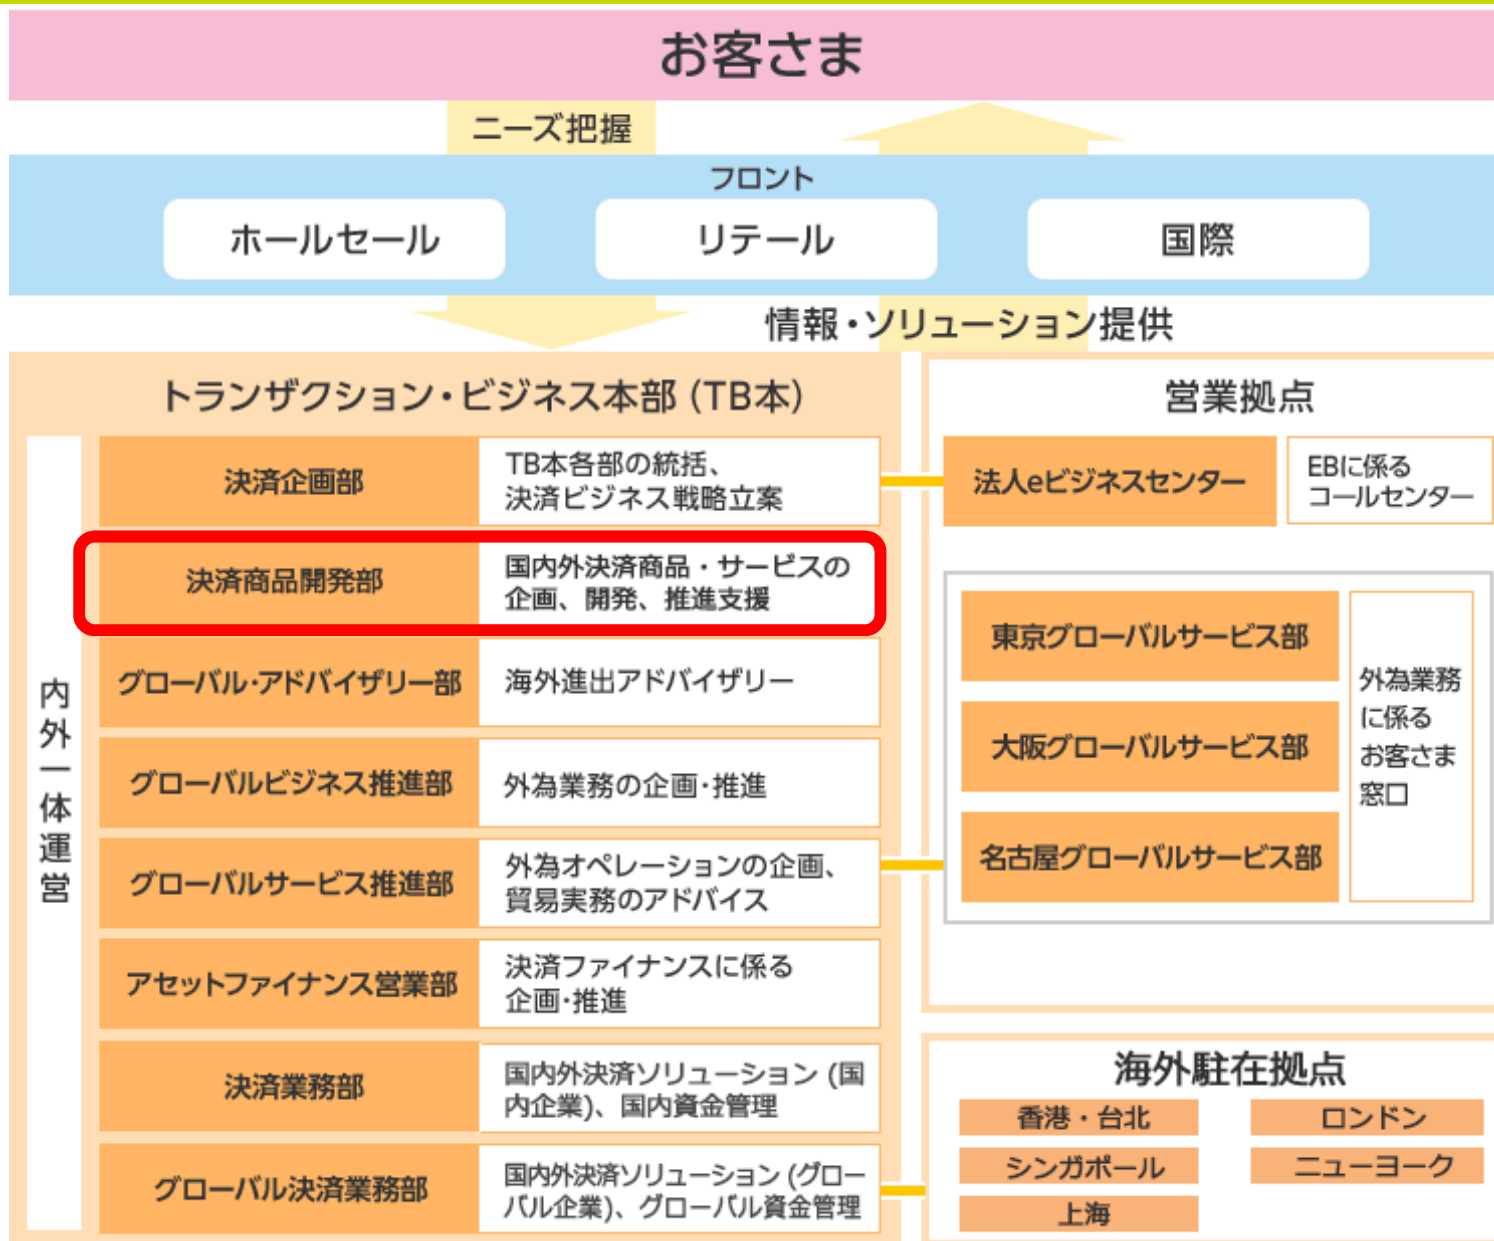 お客さま
ニーズ把握
フロント
ホールセール
リテール
国際
情報・ソリューション提供
トランザクション・ビジネス本部 (TB本)
内外一体運営
決済企画部
TB本各部の統括、
決済ビジネス戦略立案
決済商品開発部
国内外決済商品・サービスの
企画、開発、推進支援
グローバル・アドバイザリー部
海外進出アドバイザリー
グローバルビジネス推進部
外為業務の企画・推進
グローバルサービス推進部
外為オペレーションの企画、
貿易実務のアドバイス
アセットファイナンス営業部
決済ファイナンスに係る
企画・推進
決済業務部
国内外決済ソリューション (国
内企業)、国内資金管理
グローバル決済業務部
国内外決済ソリューション (グロー
バル企業)、グローバル資金管理
営業拠点
法人eビジネスセンター
EBに係る
コールセンター
東京グローバルサービス部
大阪グローバルサービス部
名古屋グローバルサービス部
外為業務
に係る
お客さま
窓口
海外駐在拠点
香港・台北
ロンドン
シンガポール
ニューヨーク
上海